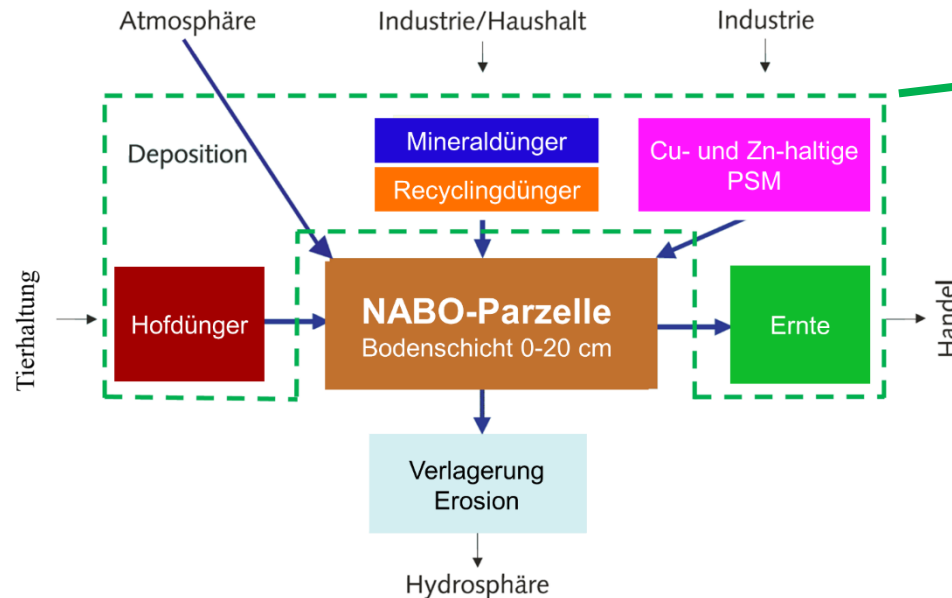 Atmosphäre
Industrie/Haushalt
Industrie
Deposition
Mineraldünger
Recyclingdünger
Cu- und Zn-haltige
PSM
Tierhaltung
Hofdünger
NABO-Parzelle
Bodenschicht 0-20 cm
Ernte
Handel
Verlagerung
Erosion
Hydrosphäre